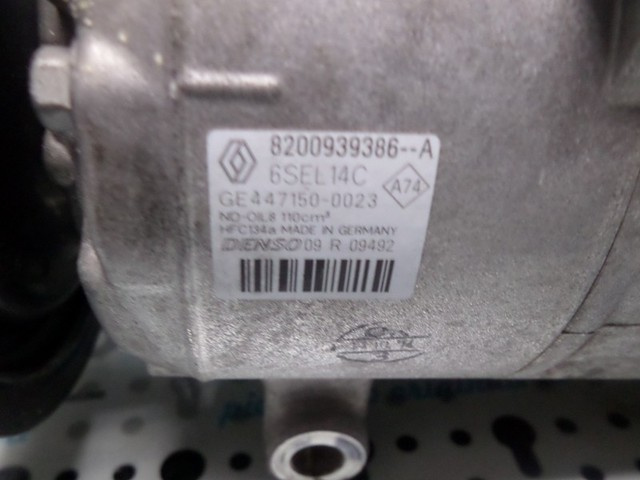 8200939386--A
6SEL14C
A74
GE447150-0023
ND-OIL8 110cm³
HFC134a MADE IN GERMANY
DENSO 09 R 09492